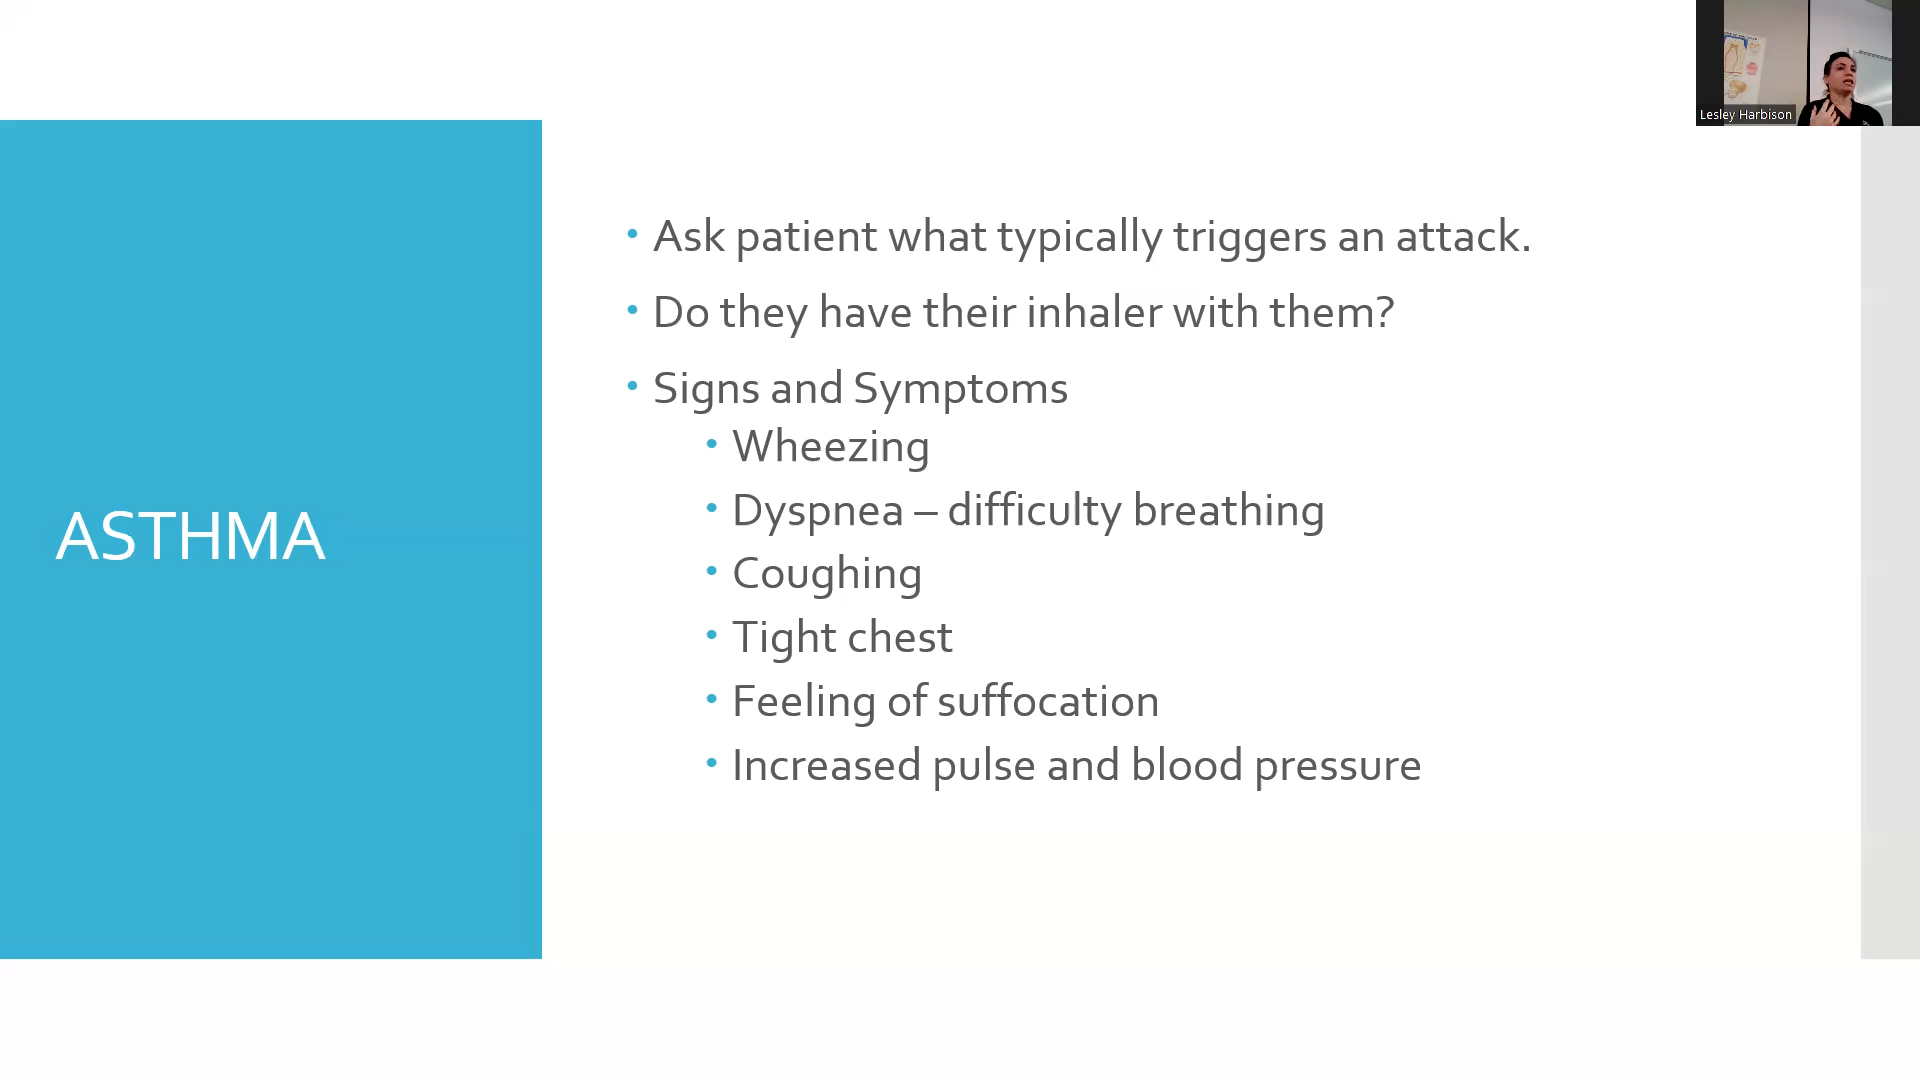 Lesley Harbison
ASTHMA
• Ask patient what typically triggers an attack.
• Do they have their inhaler with them?
• Signs and Symptoms
• Wheezing
• Dyspnea – difficulty breathing
• Coughing
• Tight chest
• Feeling of suffocation
• Increased pulse and blood pressure